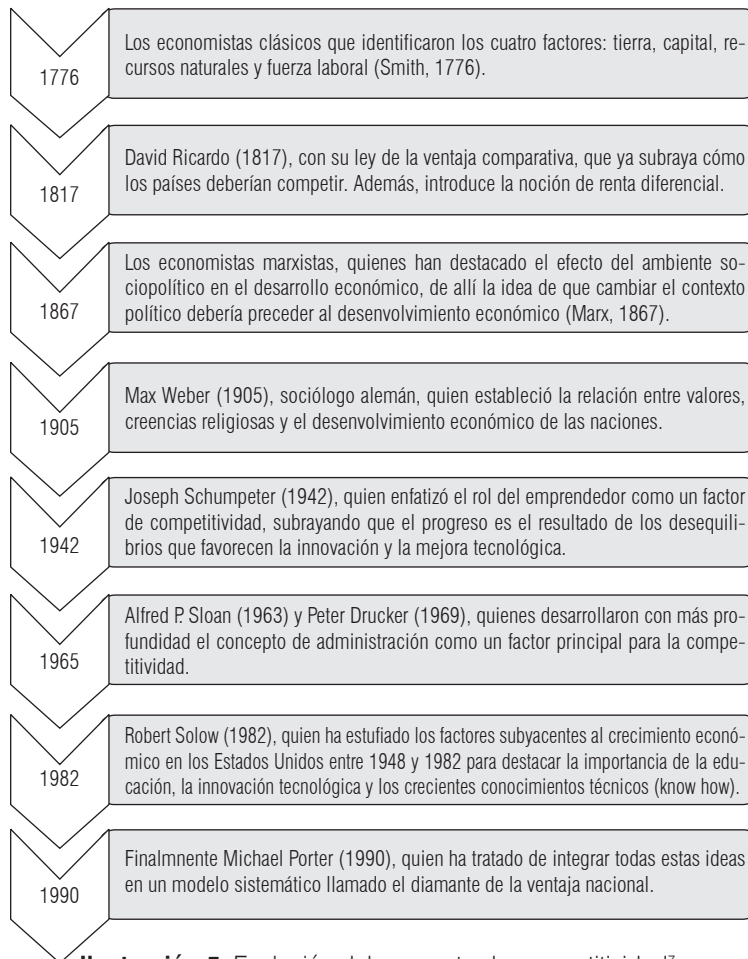 1776
Los economistas clásicos que identificaron los cuatro factores: tierra, capital, re-
cursos naturales y fuerza laboral (Smith, 1776).
1817
David Ricardo (1817), con su ley de la ventaja comparativa, que ya subraya cómo
los países deberían competir. Además, introduce la noción de renta diferencial.
1867
Los economistas marxistas, quienes han destacado el efecto del ambiente so-
ciopolítico en el desarrollo económico, de allí la idea de que cambiar el contexto
político debería preceder al desenvolvimiento económico (Marx, 1867).
1905
Max Weber (1905), sociólogo alemán, quien estableció la relación entre valores,
creencias religiosas y el desenvolvimiento económico de las naciones.
1942
Joseph Schumpeter (1942), quien enfatizó el rol del emprendedor como un factor
de competitividad, subrayando que el progreso es el resultado de los desequili-
brios que favorecen la innovación y la mejora tecnológica.
1965
Alfred P. Sloan (1963) y Peter Drucker (1969), quienes desarrollaron con más pro-
fundidad el concepto de administración como un factor principal para la compe-
titividad.
1982
Robert Solow (1982), quien ha estufiado los factores subyacentes al crecimiento econó-
mico en los Estados Unidos entre 1948 y 1982 para destacar la importancia de la edu-
cación, la innovación tecnológica y los crecientes conocimientos técnicos (know how).
1990
Finalmnente Michael Porter (1990), quien ha tratado de integrar todas estas ideas
en un modelo sistemático llamado el diamante de la ventaja nacional.